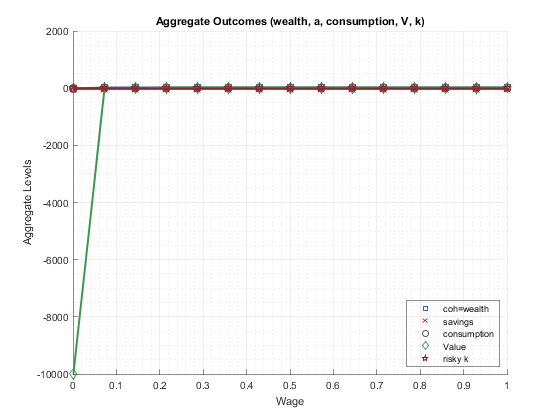 Aggregate Outcomes (wealth, a, consumption, V, k)
2000
0
-2000
-4000
-6000
-8000
-10000
Aggregate Levels
coh=wealth
savings
consumption
Value
risky k
0 0.1 0.2 0.3 0.4 0.5 0.6 0.7 0.8 0.9 1
Wage